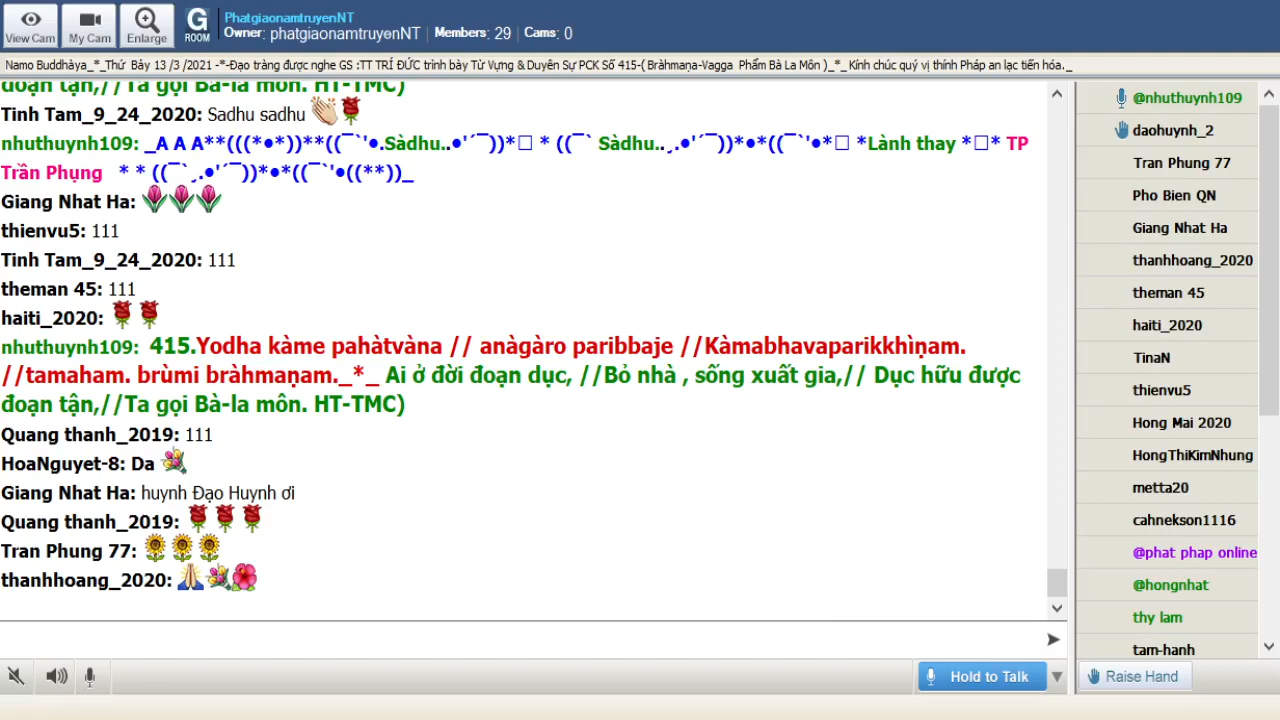 View Cam
My Cam
Enlarge
G
ROOM
PhatgiaonamtruyenNT
Owner: phatgiaonamtruyenNT | Members: 29 | Cams: 0
Namo Buddhàya_*_Thứ Bảy 13 /3 /2021 -*-Đạo tràng được nghe GS :TT TRÍ ĐỨC trình bày Từ Vựng & Duyên Sự PCK Số 415-( Bràhmaṇa-Vagga Phẩm Bà La Môn )_*_ Kính chúc quý vị thính Pháp an lạc tiến hóa._
đoạn tận,//Ta gọi Bà-la môn. HT-TMC)
Tinh Tam_9_24_2020: Sadhu sadhu
nhuthuynh109: _A A A**(((*•*))**((¯`'•.Sàdhu..•'´¯))*□ * ((¯` Sàdhu..¸.•'´¯))*•*((¯`'•*□ *Lành thay *□* TP
Trần Phụng * * ((¯`¸.•'´¯))*•*((¯`'•((**))_
Giang Nhat Ha:
thienvu5: 111
Tinh Tam_9_24_2020: 111
theman 45: 111
haiti_2020:
nhuthuynh109: 415.Yodha kàme pahàtvàna // anàgàro paribbaje //Kàmabhavaparikkhìṇam.
//tamaham. brùmi bràhmaṇam._*_ Ai ở đời đoạn dục, //Bỏ nhà , sống xuất gia,// Dục hữu được
đoạn tận,//Ta gọi Bà-la môn. HT-TMC)
Quang thanh_2019: 111
HoaNguyet-8: Da
Giang Nhat Ha: huynh Đạo Huynh ơi
Quang thanh_2019:
Tran Phung 77:
thanhhoang_2020:
Hold to Talk
@nhuthuynh109
daohuynh_2
Tran Phung 77
Pho Bien QN
Giang Nhat Ha
thanhhoang_2020
theman 45
haiti_2020
TinaN
thienvu5
Hong Mai 2020
HongThiKimNhung
metta20
cahnekson1116
@phat phap online
@hongnhat
thy lam
tam-hanh
Raise Hand